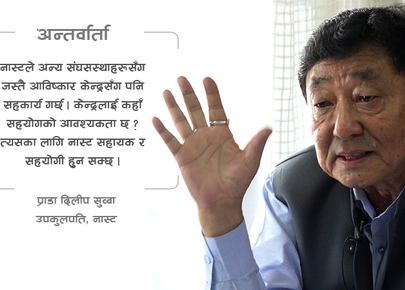 अन्तर्वार्ता
नास्टले अन्य संघसस्थाहरूसँग
जस्तै आविष्कार केन्द्रसँग पनि
सहकार्य गर्छ । केन्द्रलाई कहाँ
सहयोगको आवश्यकता छ ?
त्यसका लागि नास्ट सहायक र
सहयोगी हुन सक्छ ।
प्राडा दिलीप सुब्बा
उपकुलपति, नास्ट